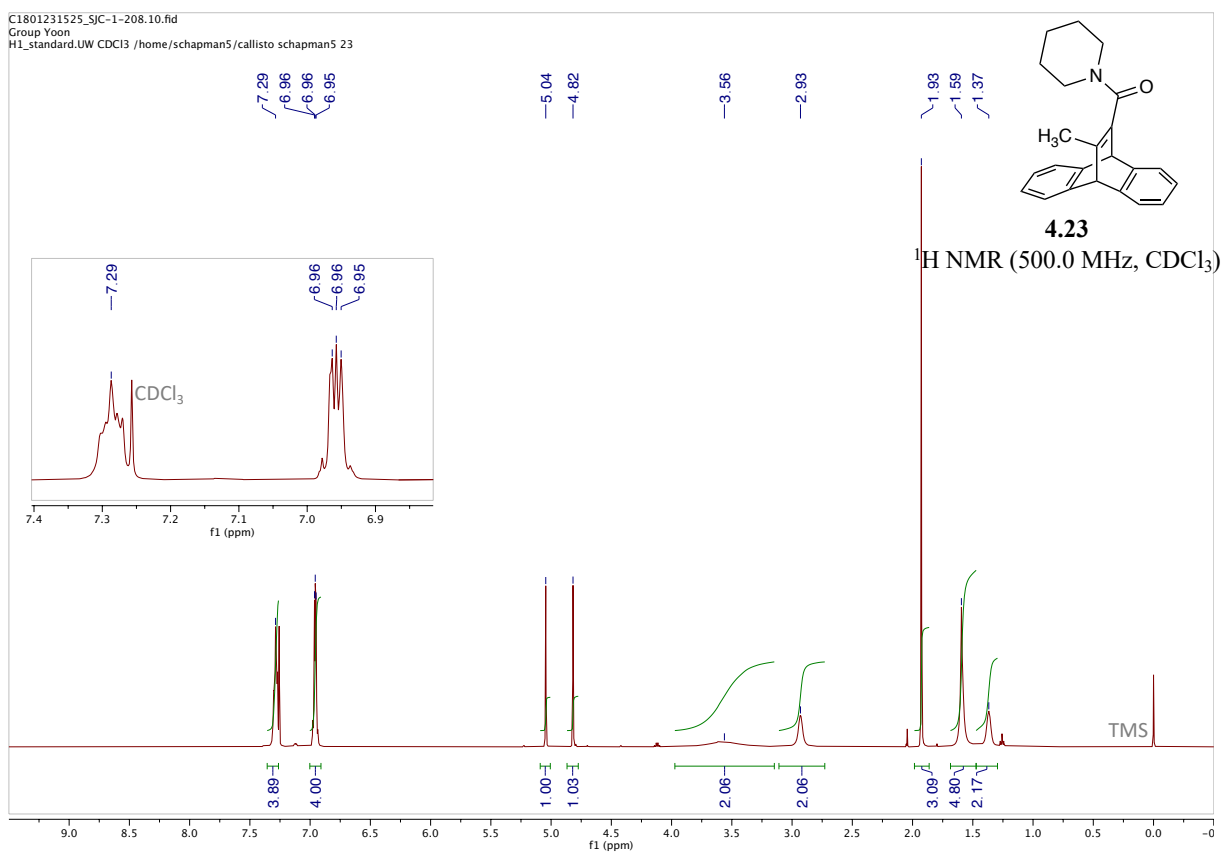 C1801231525_SJC-1-208.10.fid
Group Yoon
H1_standard.UW CDCl3 /home/schapman5/callisto schapman5 23
7.29
6.96
6.96
6.95
5.04
4.82
3.56
2.93
1.93
1.59
1.37
N
O
H₃C
4.23
¹H NMR (500.0 MHz, CDCl₃)
7.29
6.96
6.96
6.95
CDCl₃
7.4 7.3 7.2 7.1 7.0 6.9
f1 (ppm)
TMS
3.89
4.00
1.00
1.03
2.06
2.06
3.09
4.80
2.17
9.0 8.5 8.0 7.5 7.0 6.5 6.0 5.5 5.0 4.5 4.0 3.5 3.0 2.5 2.0 1.5 1.0 0.5 0.0 -0
f1 (ppm)